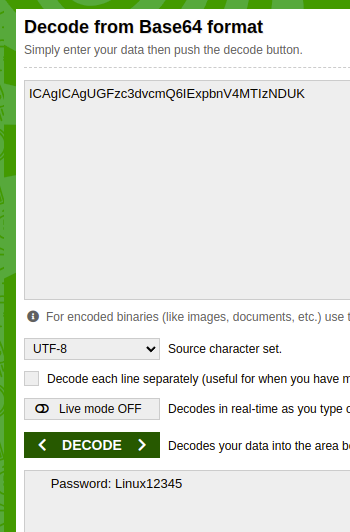 Decode from Base64 format
Simply enter your data then push the decode button.
ICAgICAgUGFzc3dvcmQ6IExpbnV4MTIzNDUK
For encoded binaries (like images, documents, etc.) use
UTF-8 Source character set.
Decode each line separately (useful for when you have
Live mode OFF Decodes in real-time as you type
< DECODE > Decodes your data into the area
Password: Linux12345